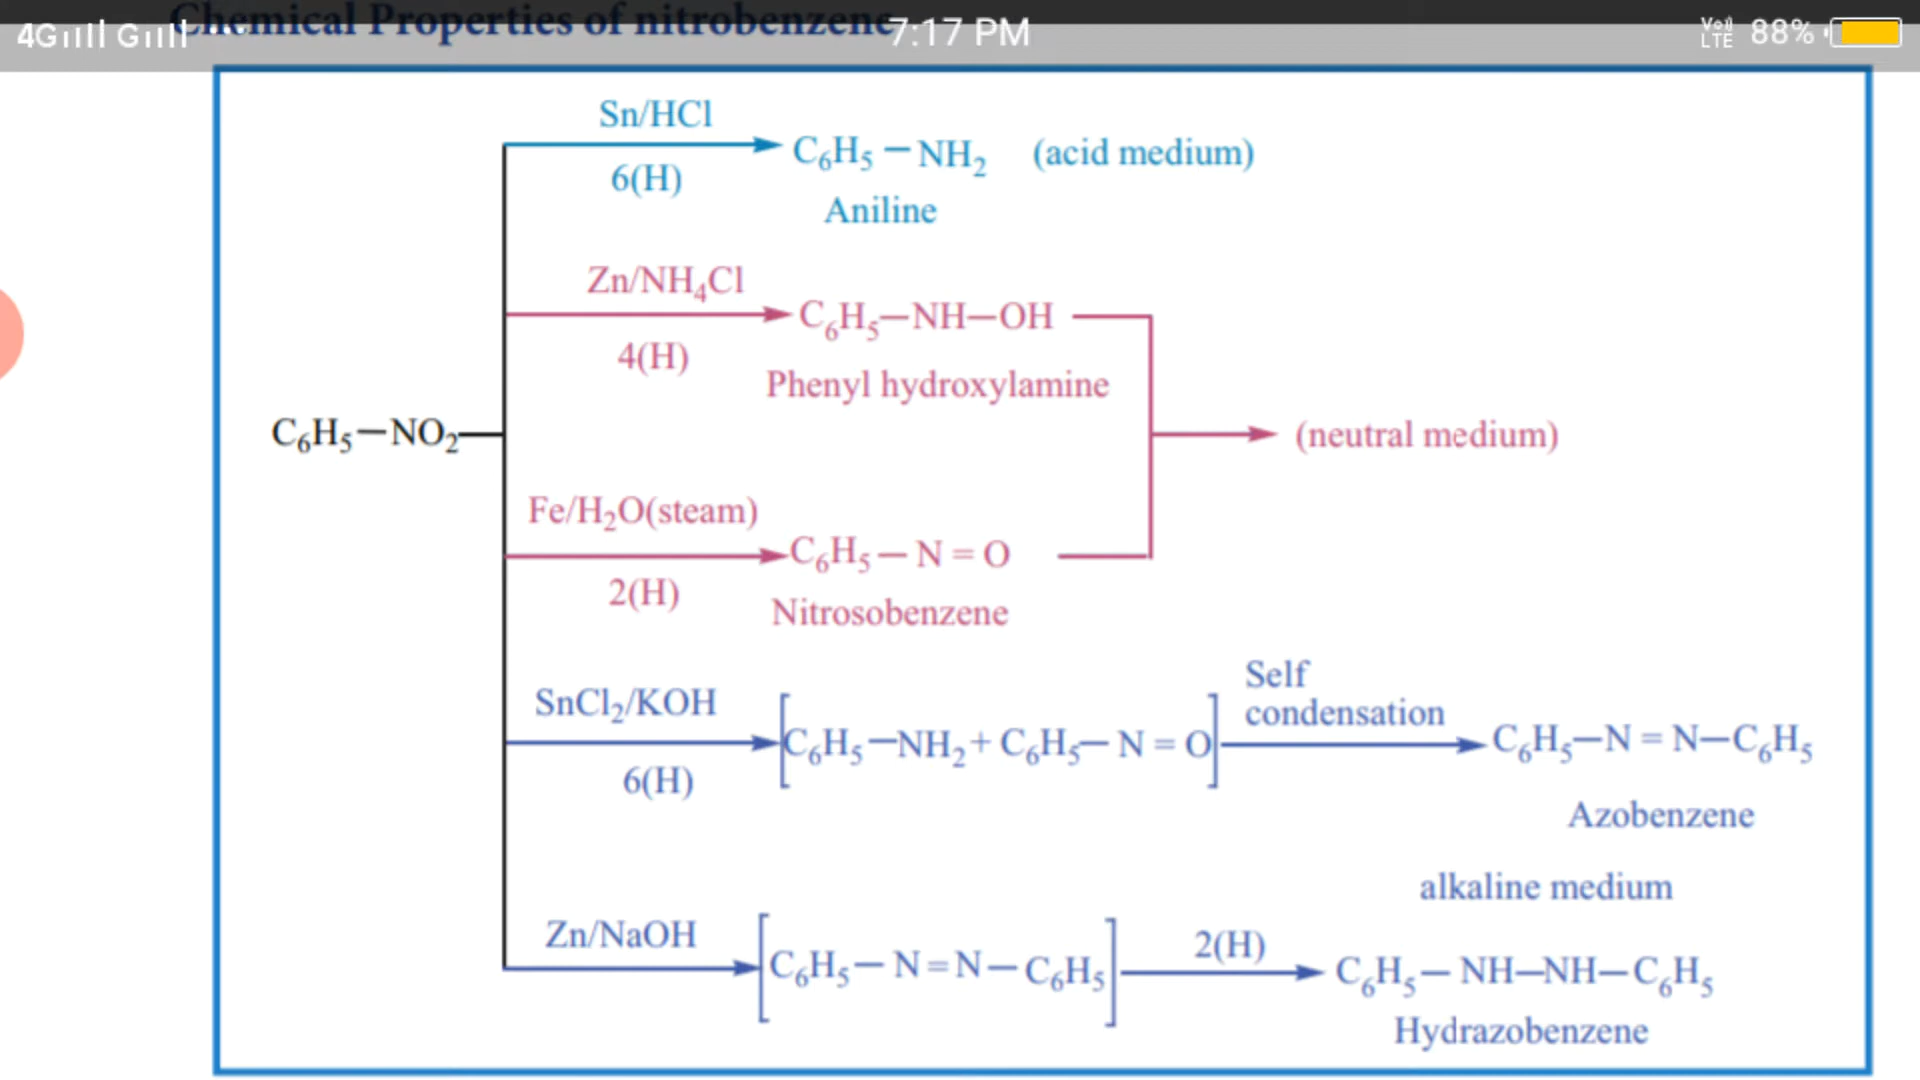 Chemical Properties of nitrobenzene
4G G ... 7:17 PM VoLTE 88%
Sn/HCl
C₆H₅ – NH₂ (acid medium)
6(H)
Aniline
Zn/NH₄Cl
C₆H₅–NH–OH
4(H)
Phenyl hydroxylamine
C₆H₅–NO₂
(neutral medium)
Fe/H₂O(steam)
C₆H₅ – N = O
2(H)
Nitrosobenzene
Self
condensation
SnCl₂/KOH
[C₆H₅–NH₂ + C₆H₅– N = O]
C₆H₅–N = N–C₆H₅
6(H)
Azobenzene
alkaline medium
Zn/NaOH
[C₆H₅– N = N – C₆H₅]
2(H)
C₆H₅– NH–NH–C₆H₅
Hydrazobenzene